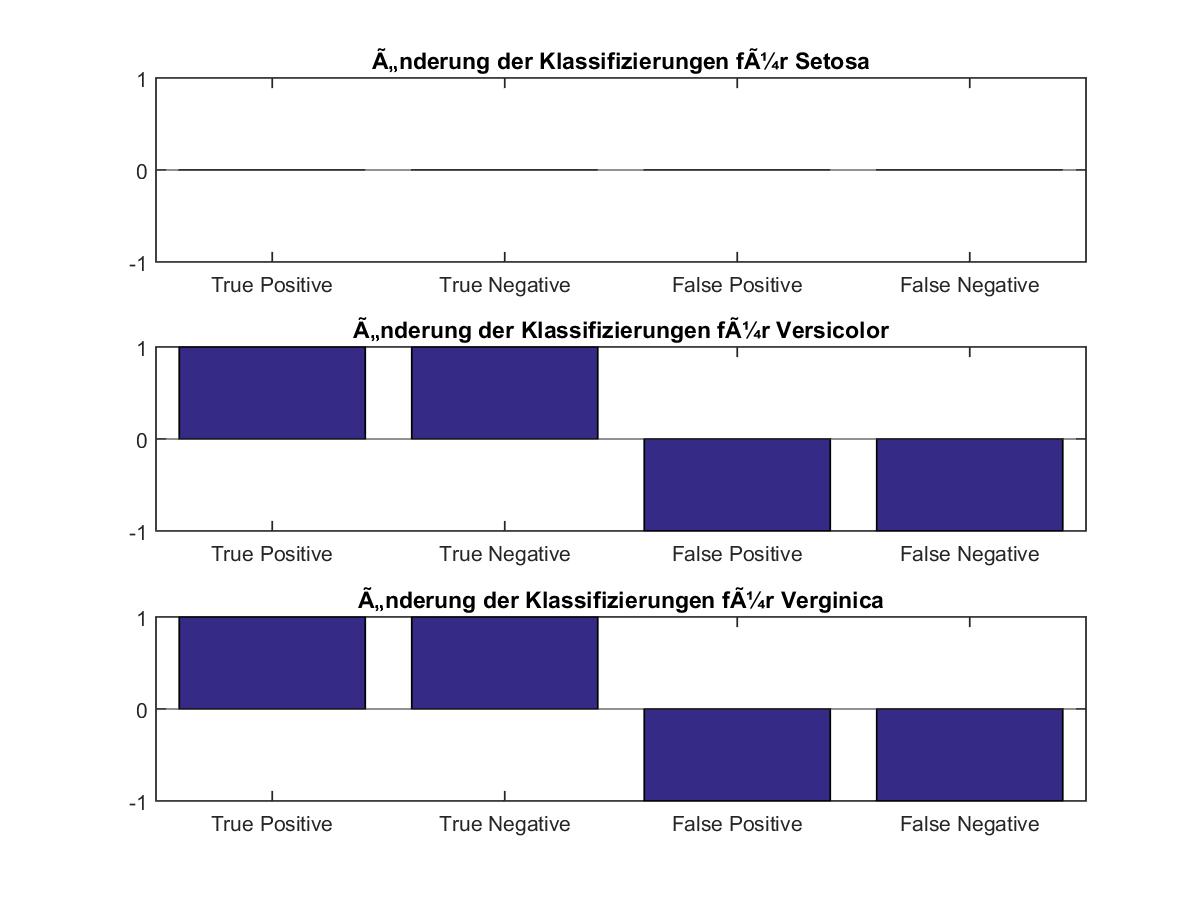 Ã„nderung der Klassifizierungen fÃ¼r Setosa
1
0
-1
True Positive True Negative False Positive False Negative
Ã„nderung der Klassifizierungen fÃ¼r Versicolor
1
0
-1
True Positive True Negative False Positive False Negative
Ã„nderung der Klassifizierungen fÃ¼r Verginica
1
0
-1
True Positive True Negative False Positive False Negative